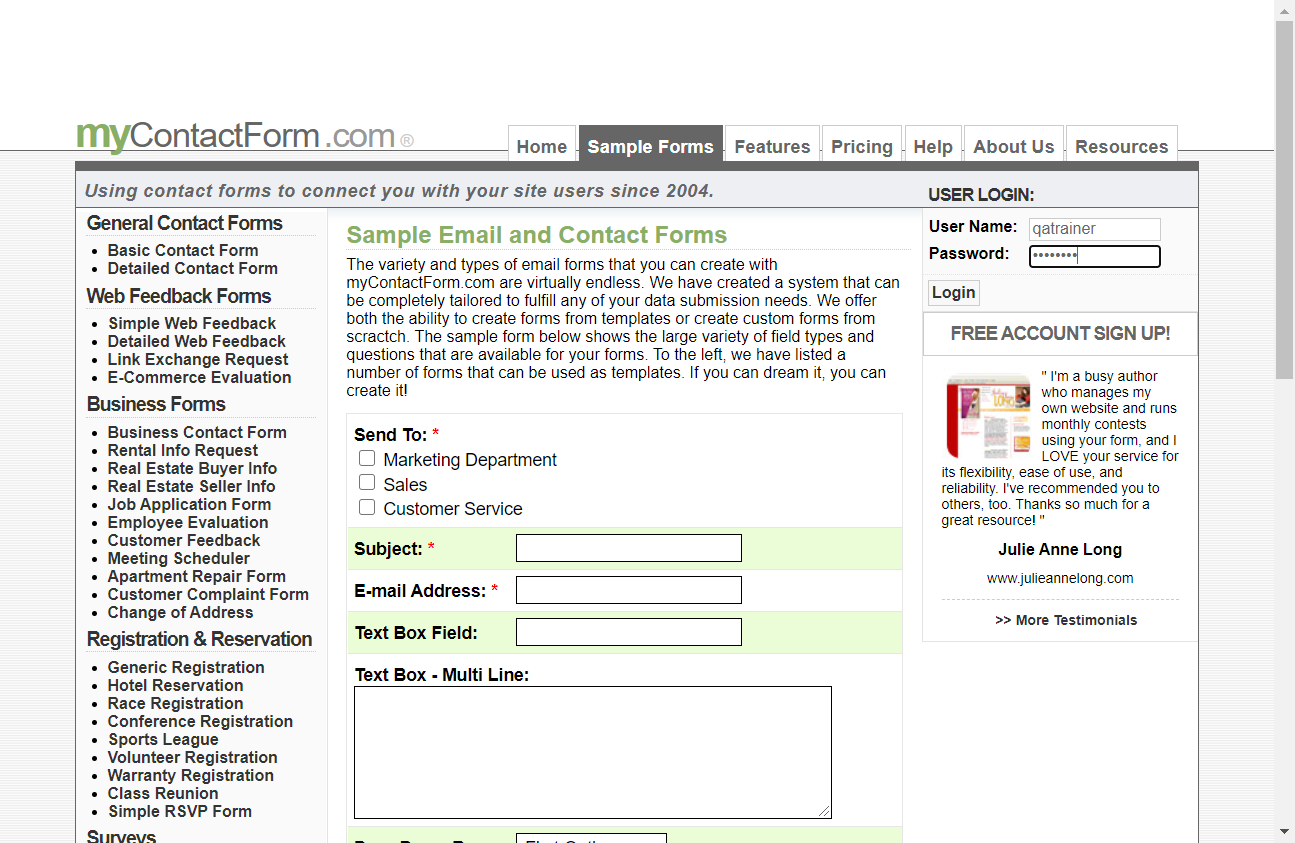 myContactForm.com®
Home
Sample Forms
Features
Pricing
Help
About Us
Resources
Using contact forms to connect you with your site users since 2004.
USER LOGIN:
General Contact Forms
Basic Contact Form
Detailed Contact Form
Web Feedback Forms
Simple Web Feedback
Detailed Web Feedback
Link Exchange Request
E-Commerce Evaluation
Business Forms
Business Contact Form
Rental Info Request
Real Estate Buyer Info
Real Estate Seller Info
Job Application Form
Employee Evaluation
Customer Feedback
Meeting Scheduler
Apartment Repair Form
Customer Complaint Form
Change of Address
Registration & Reservation
Generic Registration
Hotel Reservation
Race Registration
Conference Registration
Sports League
Volunteer Registration
Warranty Registration
Class Reunion
Simple RSVP Form
Surveys
Sample Email and Contact Forms
The variety and types of email forms that you can create with
myContactForm.com are virtually endless. We have created a system that can
be completely tailored to fulfill any of your data submission needs. We offer
both the ability to create forms from templates or create custom forms from
scractch. The sample form below shows the large variety of field types and
questions that are available for your forms. To the left, we have listed a
number of forms that can be used as templates. If you can dream it, you can
create it!
Send To: *
Marketing Department
Sales
Customer Service
Subject: *
E-mail Address: *
Text Box Field:
Text Box - Multi Line:
User Name: qatrainer
Password: ••••••••
Login
FREE ACCOUNT SIGN UP!
" I'm a busy author
who manages my
own website and runs
monthly contests
using your form, and I
LOVE your service for
its flexibility, ease of use, and
reliability. I've recommended you to
others, too. Thanks so much for a
great resource! "
Julie Anne Long
www.julieannelong.com
>> More Testimonials